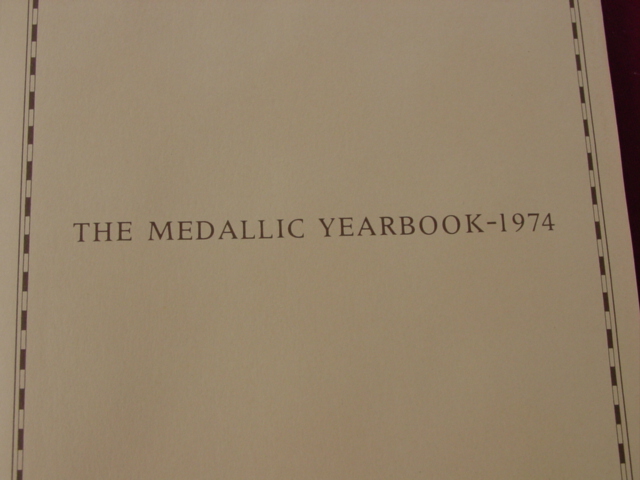 THE MEDALLIC YEARBOOK-1974